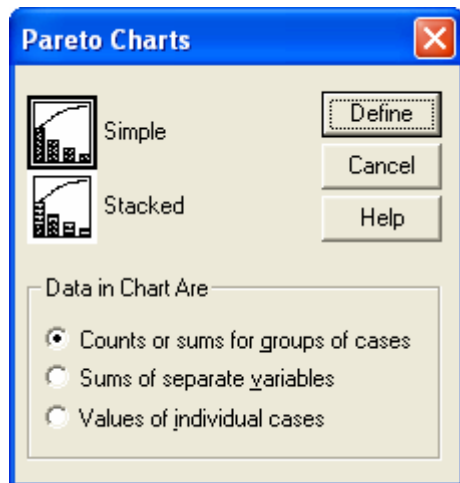 Pareto Charts
Simple
Define
Cancel
Stacked
Help
Data in Chart Are
Counts or sums for groups of cases
Sums of separate variables
Values of individual cases